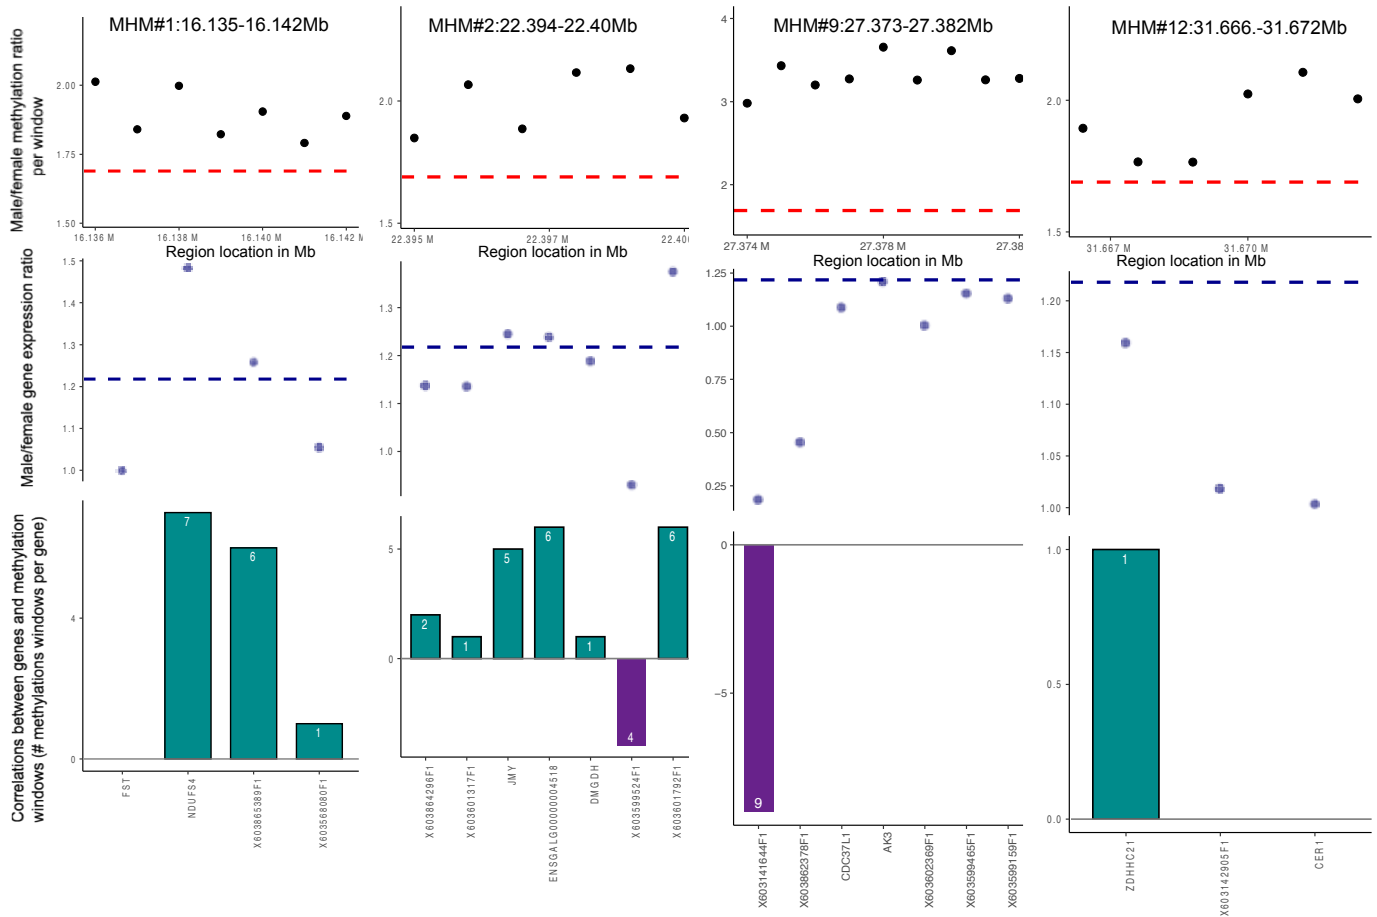 MHM#1:16.135-16.142Mb
MHM#2:22.394-22.40Mb
MHM#9:27.373-27.382Mb
MHM#12:31.666.-31.672Mb
Male/female methylation ratio
per window
2.00
1.75
1.50
16.136 M
16.138 M
16.140 M
16.142 M
2.0
1.5
22.395 M
22.397 M
22.40
4
3
2
27.374 M
27.378 M
27.38
2.0
1.5
31.667 M
31.670 M
Region location in Mb
Region location in Mb
Region location in Mb
Region location in Mb
Male/female gene expression ratio
1.5
1.4
1.3
1.2
1.1
1.0
1.3
1.2
1.1
1.0
1.25
1.00
0.75
0.50
0.25
1.20
1.15
1.10
1.05
1.00
Correlations between genes and methylation
windows (# methylations windows per gene)
4
0
7
6
1
FST
NDUFS4
X603865389F1
X603568080F1
5
0
2
1
5
6
1
4
6
X603864296F1
X603601317F1
JMY
ENSGALG00000004518
DMGDH
X603599524F1
X603601792F1
0
−5
9
X603141644F1
X603862378F1
CDC37L1
AK3
X603602369F1
X603599465F1
X603599159F1
1.0
0.5
0.0
1
ZDHHC21
X603142905F1
CER1